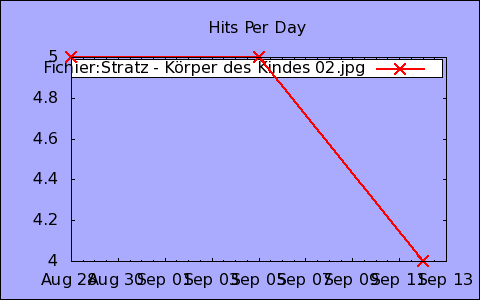 Hits Per Day
5
Fichier:Stratz - Körper des Kindes 02.jpg
4.8
4.6
4.4
4.2
4
Aug 28 Aug 30 Sep 01 Sep 03 Sep 05 Sep 07 Sep 09 Sep 11 Sep 13